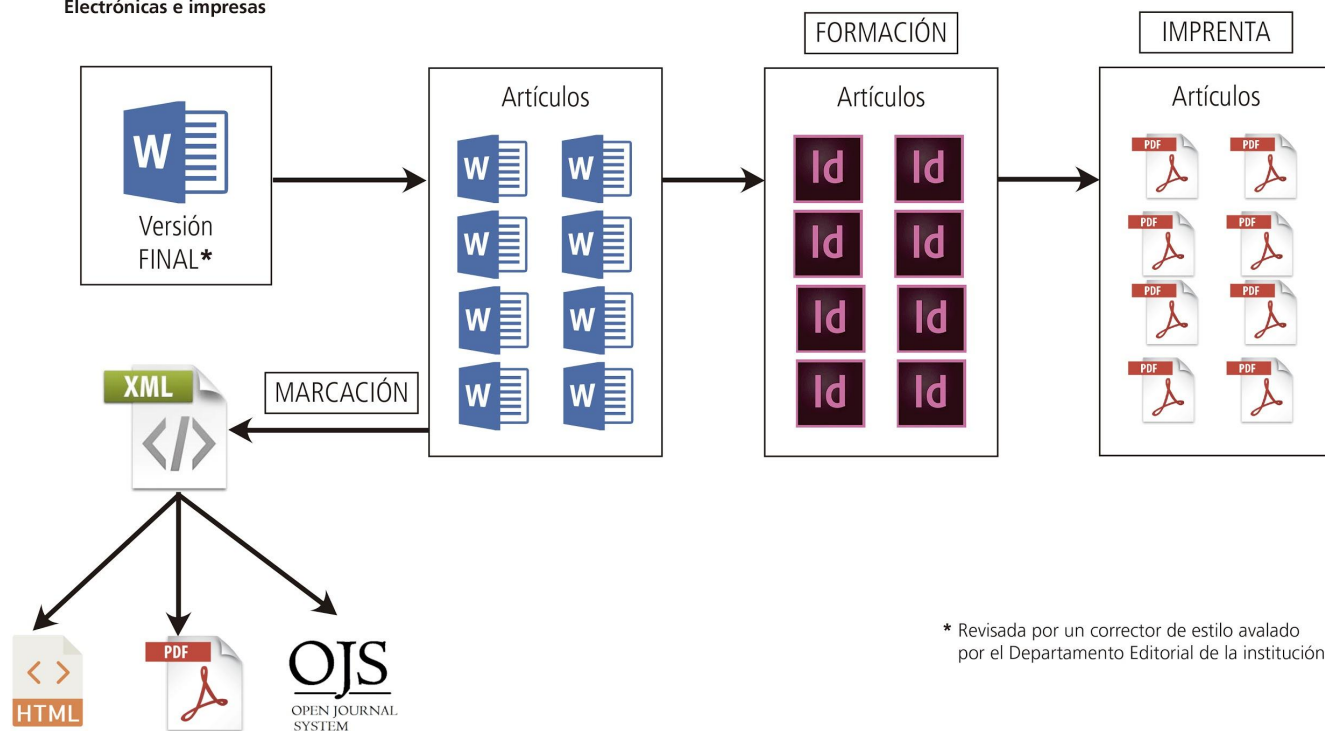 Electrónicas e impresas
FORMACIÓN
IMPRENTA
W
Versión
FINAL*
Artículos
W W
W W
W W
W W
Artículos
Id Id
Id Id
Id Id
Id Id
Artículos
PDF PDF
PDF PDF
PDF PDF
PDF PDF
XML
</>
MARCACIÓN
< >
HTML
PDF
OJS
OPEN JOURNAL
SYSTEM
* Revisada por un corrector de estilo avalado
por el Departamento Editorial de la institución